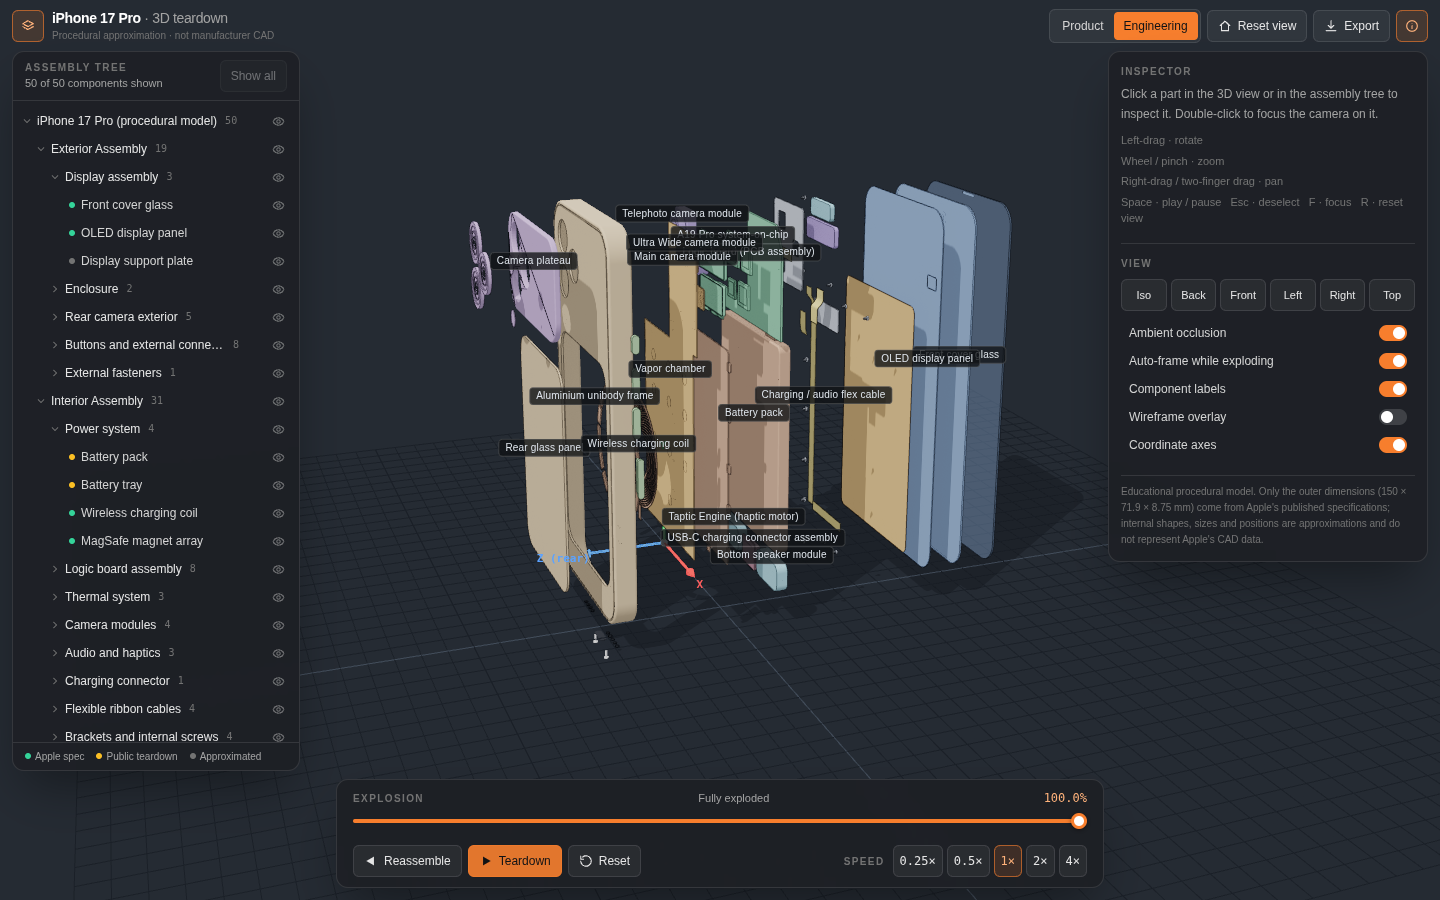 iPhone 17 Pro · 3D teardown
Procedural approximation · not manufacturer CAD
Product
Engineering
Reset view
Export
ASSEMBLY TREE
50 of 50 components shown
Show all
iPhone 17 Pro (procedural model) 50
Exterior Assembly 19
Display assembly 3
Front cover glass
OLED display panel
Display support plate
Enclosure 2
Rear camera exterior 5
Buttons and external conne… 8
External fasteners 1
Interior Assembly 31
Power system 4
Battery pack
Battery tray
Wireless charging coil
MagSafe magnet array
Logic board assembly 8
Thermal system 3
Camera modules 4
Audio and haptics 3
Charging connector 1
Flexible ribbon cables 4
Brackets and internal screws 4
Apple spec
Public teardown
Approximated
Telephoto camera module
A19 Pro system-on-chip
Ultra Wide camera module
(PCB assembly)
Main camera module
Camera plateau
glass
OLED display panel
Vapor chamber
Aluminium unibody frame
Charging / audio flex cable
Battery pack
Rear glass pane
Wireless charging coil
Taptic Engine (haptic motor)
USB-C charging connector assembly
Bottom speaker module
Z (rear)
X
INSPECTOR
Click a part in the 3D view or in the assembly tree to
inspect it. Double-click to focus the camera on it.
Left-drag · rotate
Wheel / pinch · zoom
Right-drag / two-finger drag · pan
Space · play / pause Esc · deselect F · focus R · reset
view
VIEW
Iso
Back
Front
Left
Right
Top
Ambient occlusion
Auto-frame while exploding
Component labels
Wireframe overlay
Coordinate axes
Educational procedural model. Only the outer dimensions (150 ×
71.9 × 8.75 mm) come from Apple's published specifications;
internal shapes, sizes and positions are approximations and do
not represent Apple's CAD data.
EXPLOSION
Fully exploded
100.0%
Reassemble
Teardown
Reset
SPEED
0.25×
0.5×
1×
2×
4×